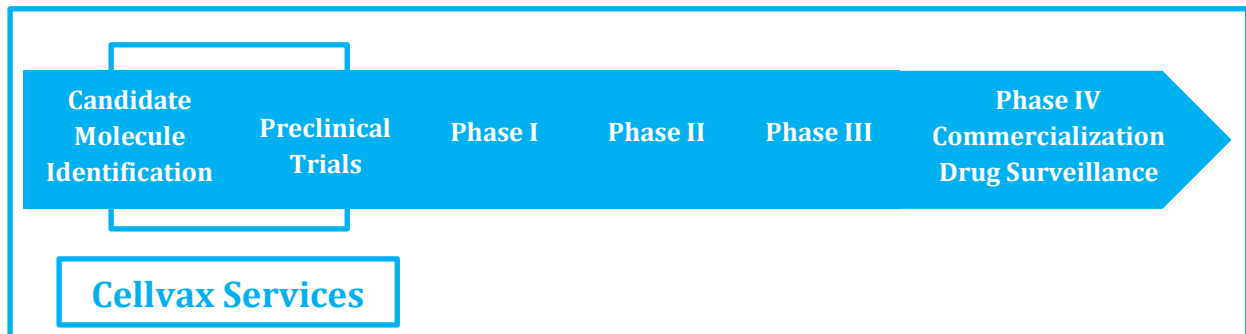 Candidate
Molecule
Identification
Preclinical
Trials
Phase I
Phase II
Phase III
Phase IV
Commercialization
Drug Surveillance
Cellvax Services